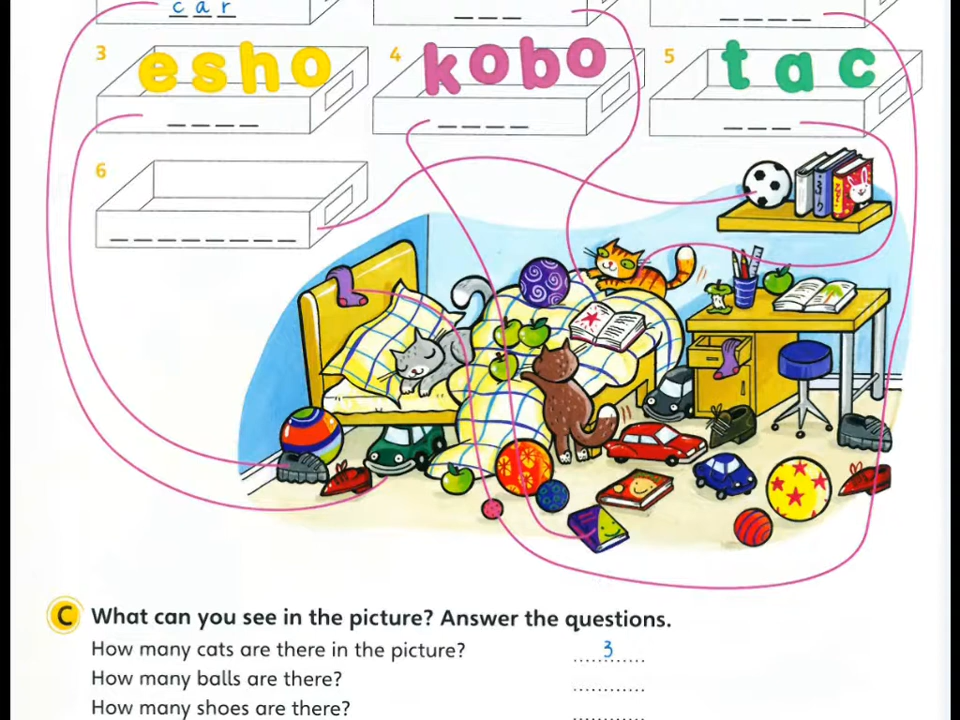 c a r
_ _ _
_ _ _ _
3 esho
4 kobo
5 tac
_ _ _ _
_ _ _ _
_ _ _
6
_ _ _ _ _ _ _ _ _
C What can you see in the picture? Answer the questions.
How many cats are there in the picture? 3
How many balls are there?
How many shoes are there?